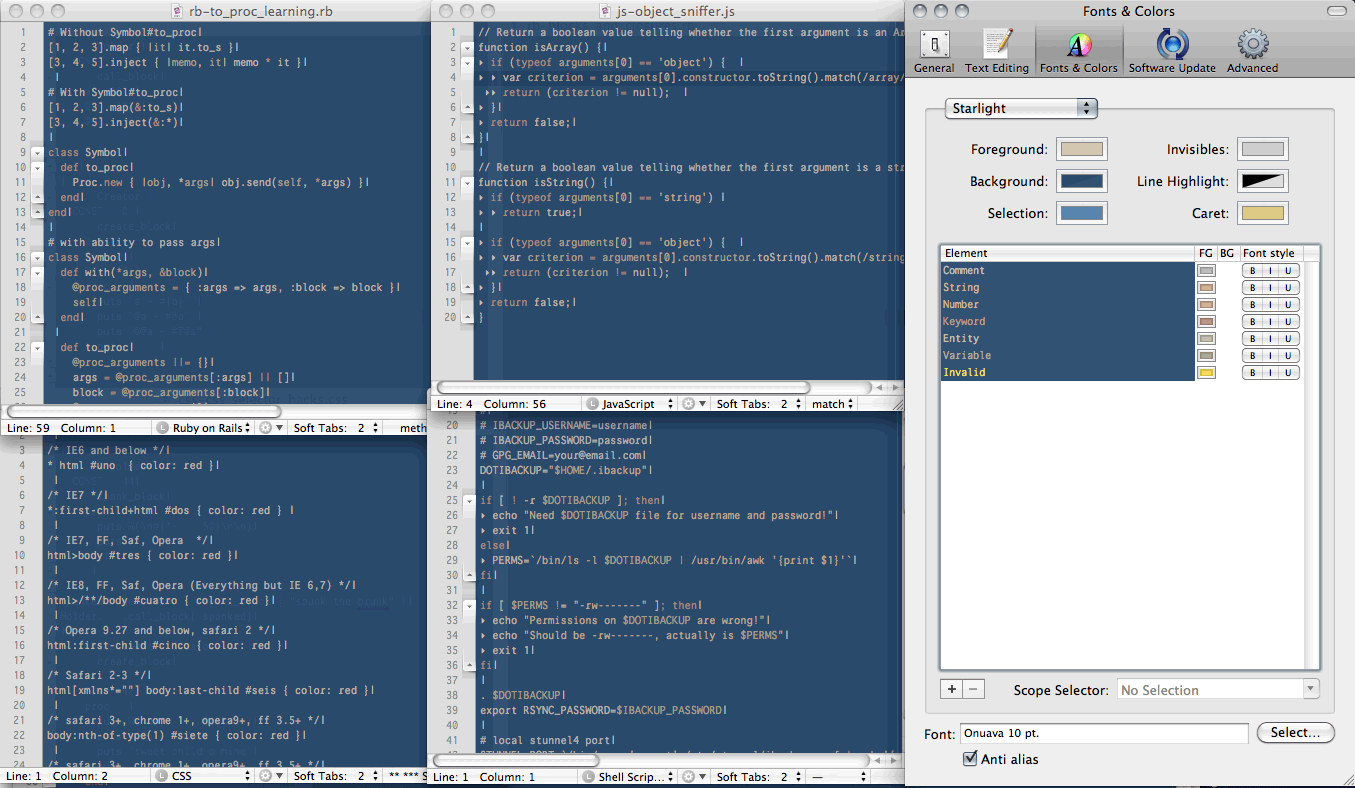 rb-to_proc_learning.rb
1 # Without Symbol#to_proc
2 [1, 2, 3].map { |it| it.to_s }
3 [3, 4, 5].inject { |memo, it| memo * it }
4
5 # With Symbol#to_proc
6 [1, 2, 3].map(&:to_s)
7 [3, 4, 5].inject(&:*)
8
9 class Symbol
10 def to_proc
11 Proc.new { |obj, *args| obj.send(self, *args) }
12 end
13 end
14
15 # with ability to pass args
16 class Symbol
17 def with(*args, &block)
18 @proc_arguments = { :args => args, :block => block }
19 self
20 end
21
22 def to_proc
23 @proc_arguments ||= {}
24 args = @proc_arguments[:args] || []
25 block = @proc_arguments[:block]
Line: 59 Column: 1 Ruby on Rails Soft Tabs: 2 meth
3 /* IE6 and below */
4 * html #uno { color: red }
5
6 /* IE7 */
7 *:first-child+html #dos { color: red }
8
9 /* IE7, FF, Saf, Opera */
10 html>body #tres { color: red }
11
12 /* IE8, FF, Saf, Opera (Everything but IE 6,7) */
13 html>/**/body #cuatro { color: red }
14
15 /* Opera 9.27 and below, safari 2 */
16 html:first-child #cinco { color: red }
17
18 /* Safari 2-3 */
19 html[xmlns*=""] body:last-child #seis { color: red }
20
21 /* safari 3+, chrome 1+, opera9+, ff 3.5+ */
22 body:nth-of-type(1) #siete { color: red }
23
24 /* safari 3+, chrome 1+, opera9+, ff 3.5+ */
Line: 1 Column: 2 CSS Soft Tabs: 2 ** *** S
js-object_sniffer.js
1 // Return a boolean value telling whether the first argument is an Ar
2 function isArray() {
3 if (typeof arguments[0] == 'object') {
4 var criterion = arguments[0].constructor.toString().match(/array/
5 return (criterion != null);
6 }
7 return false;
8 }
9
10 // Return a boolean value telling whether the first argument is a str
11 function isString() {
12 if (typeof arguments[0] == 'string')
13 return true;
14
15 if (typeof arguments[0] == 'object') {
16 var criterion = arguments[0].constructor.toString().match(/string
17 return (criterion != null);
18 }
19 return false;
20 }
Line: 4 Column: 56 JavaScript Soft Tabs: 2 match
20 # IBACKUP_USERNAME=username
21 # IBACKUP_PASSWORD=password
22 # GPG_EMAIL=your@email.com
23 DOTIBACKUP="$HOME/.ibackup"
24
25 if [ ! -r $DOTIBACKUP ]; then
26 echo "Need $DOTIBACKUP file for username and password!"
27 exit 1
28 else
29 PERMS=`/bin/ls -l $DOTIBACKUP | /usr/bin/awk '{print $1}'`
30 fi
31
32 if [ $PERMS != "-rw-------" ]; then
33 echo "Permissions on $DOTIBACKUP are wrong!"
34 echo "Should be -rw-------, actually is $PERMS"
35 exit 1
36 fi
37
38 . $DOTIBACKUP
39 export RSYNC_PASSWORD=$IBACKUP_PASSWORD
40
41 # local stunnel4 port
Line: 1 Column: 1 Shell Scrip... Soft Tabs: 2 —
Fonts & Colors
General Text Editing Fonts & Colors Software Update Advanced
Starlight
Foreground: Invisibles:
Background: Line Highlight:
Selection: Caret:
Element FG BG Font style
Comment B I U
String B I U
Number B I U
Keyword B I U
Entity B I U
Variable B I U
Invalid B I U
+ − Scope Selector: No Selection
Font: Onuava 10 pt. Select...
Anti alias